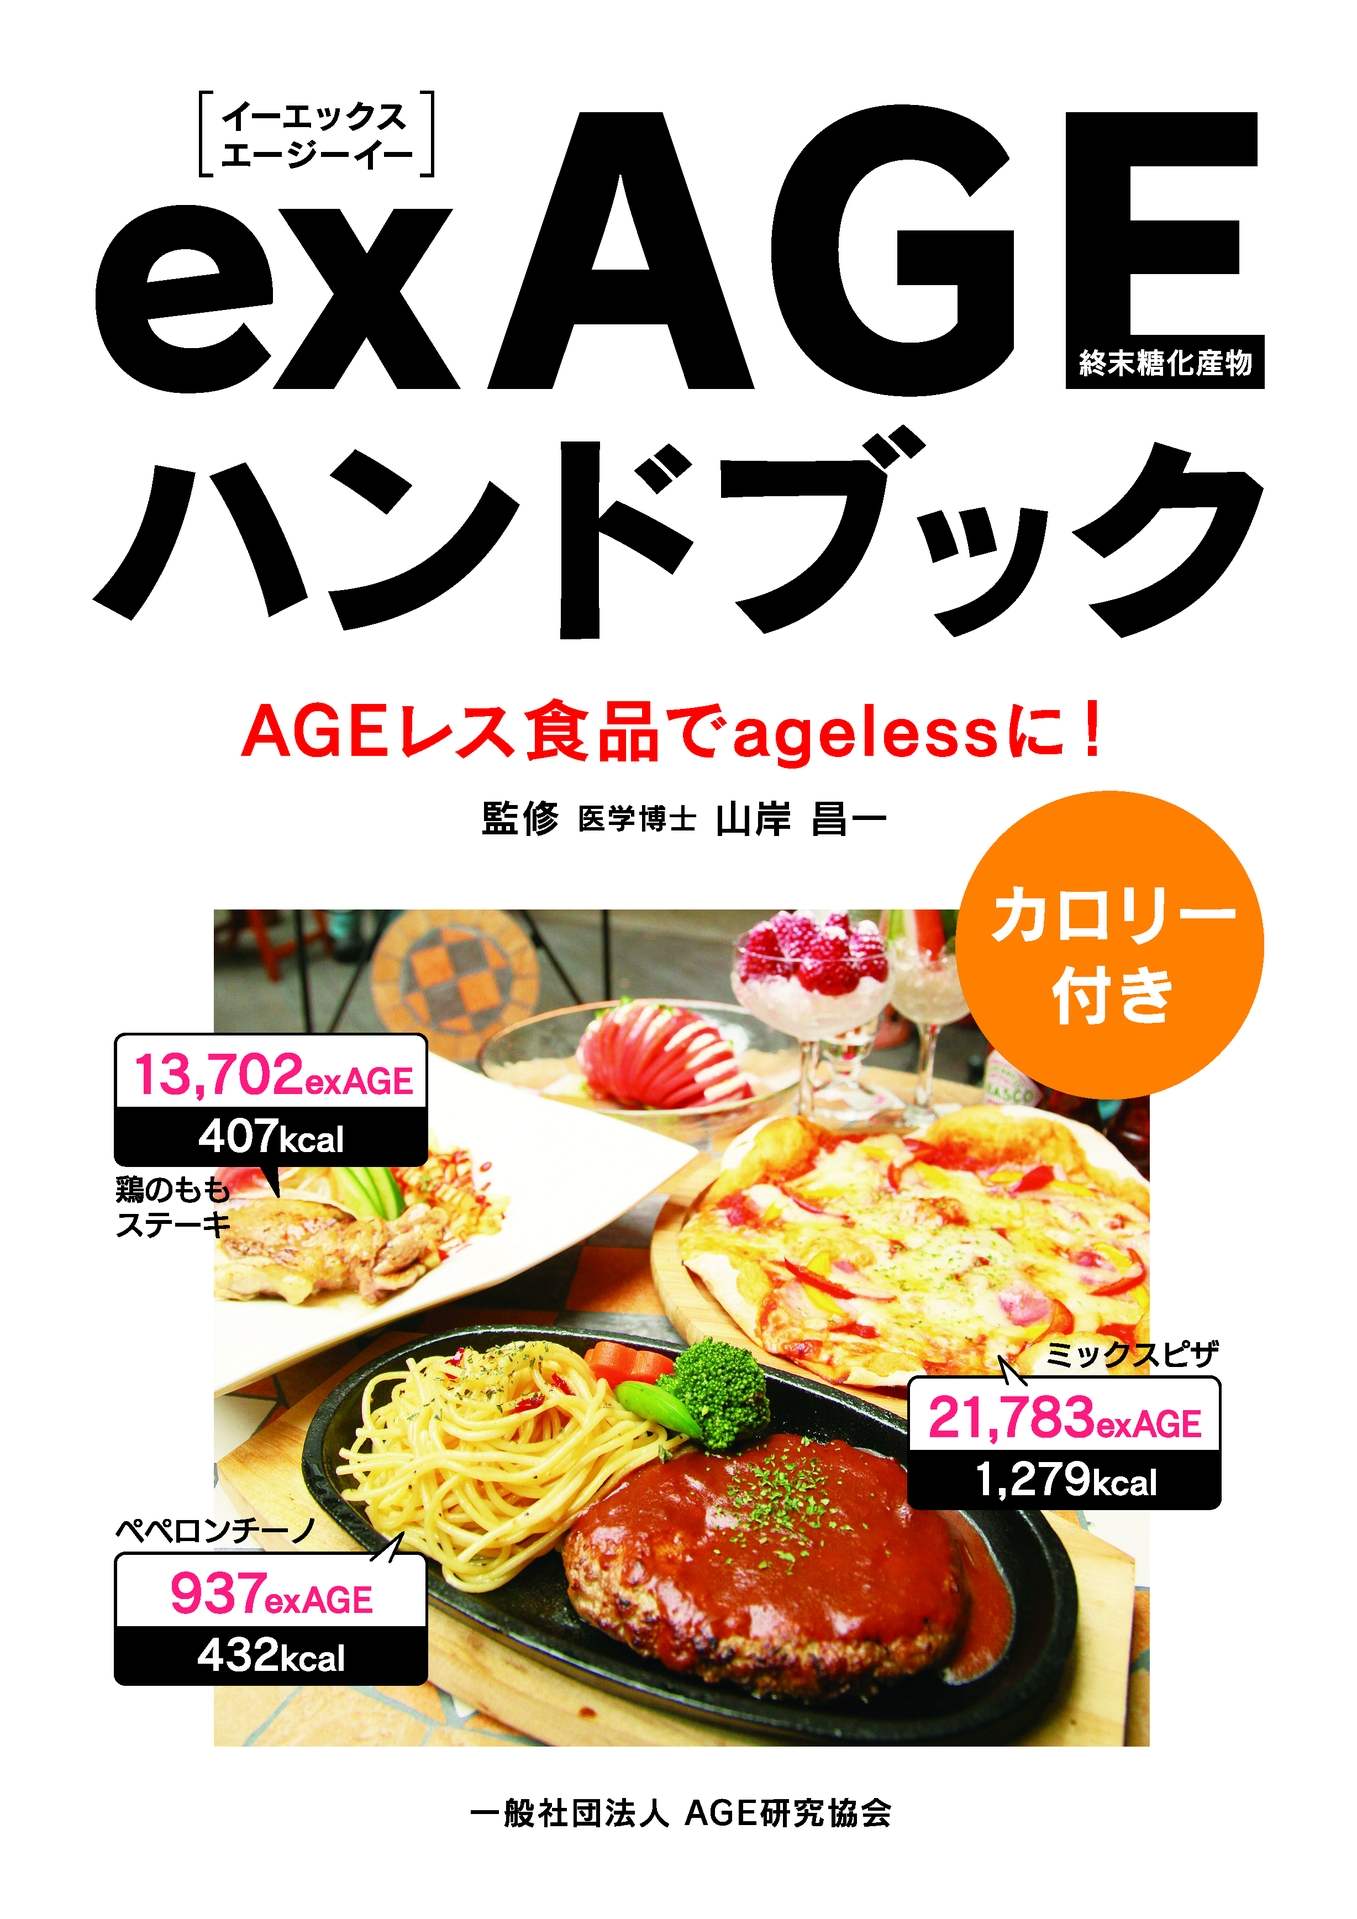 イーエックス
エージーイー
exAGE
終末糖化産物
ハンドブック
AGEレス食品でagelessに！
監修 医学博士 山岸 昌一
カロリー
付き
13,702exAGE
407kcal
鶏のもも
ステーキ
ミックスピザ
21,783exAGE
1,279kcal
ペペロンチーノ
937exAGE
432kcal
一般社団法人 AGE研究協会